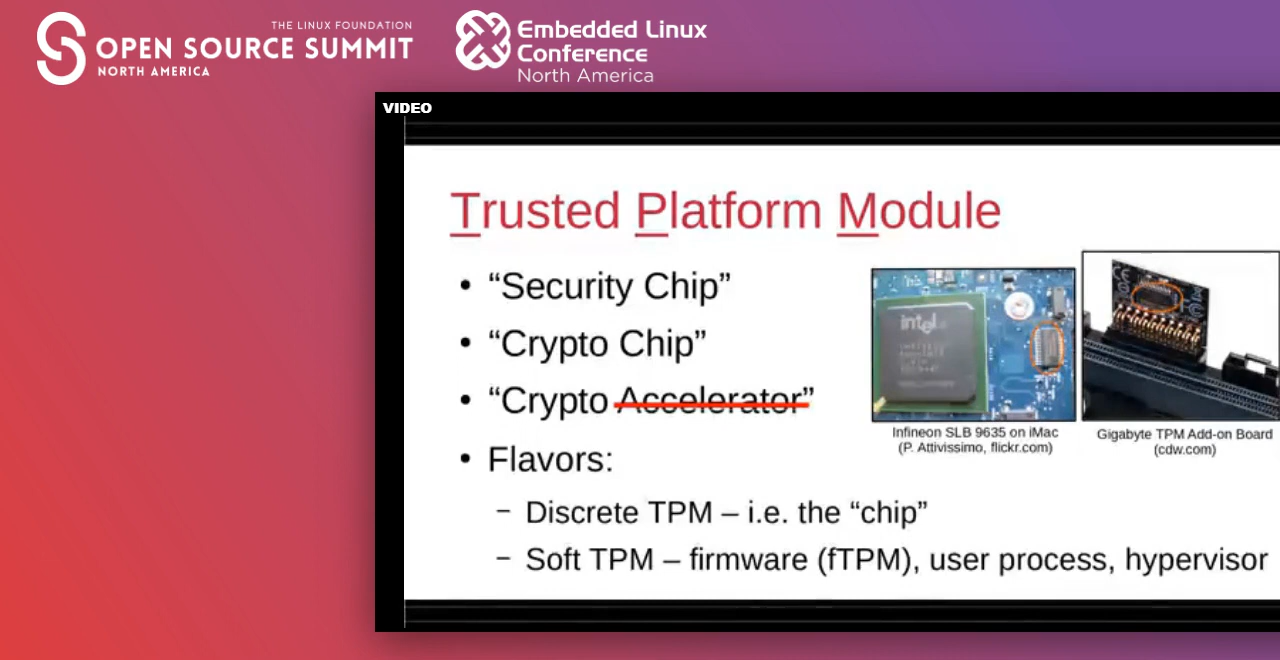 THE LINUX FOUNDATION
OPEN SOURCE SUMMIT
NORTH AMERICA
Embedded Linux
Conference
North America
VIDEO
Trusted Platform Module
• “Security Chip”
• “Crypto Chip”
• “Crypto Accelerator”
intel
Infineon SLB 9635 on iMac
(P. Attivissimo, flickr.com)
Gigabyte TPM Add-on Board
(cdw.com)
• Flavors:
– Discrete TPM – i.e. the “chip”
– Soft TPM – firmware (fTPM), user process, hypervisor